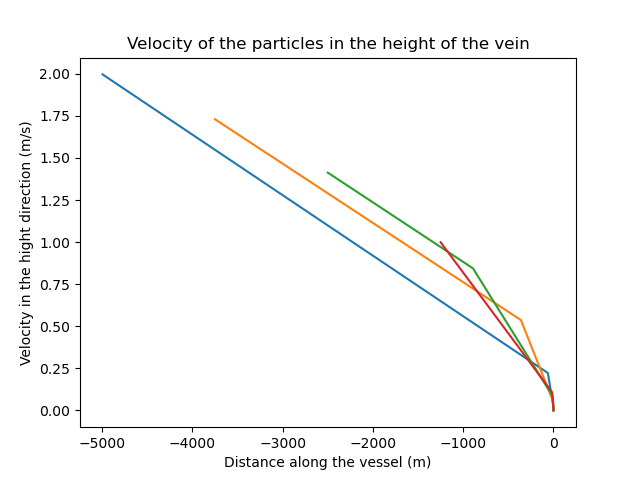 Velocity of the particles in the height of the vein
Velocity in the hight direction (m/s)
2.00
1.75
1.50
1.25
1.00
0.75
0.50
0.25
0.00
−5000 −4000 −3000 −2000 −1000 0
Distance along the vessel (m)